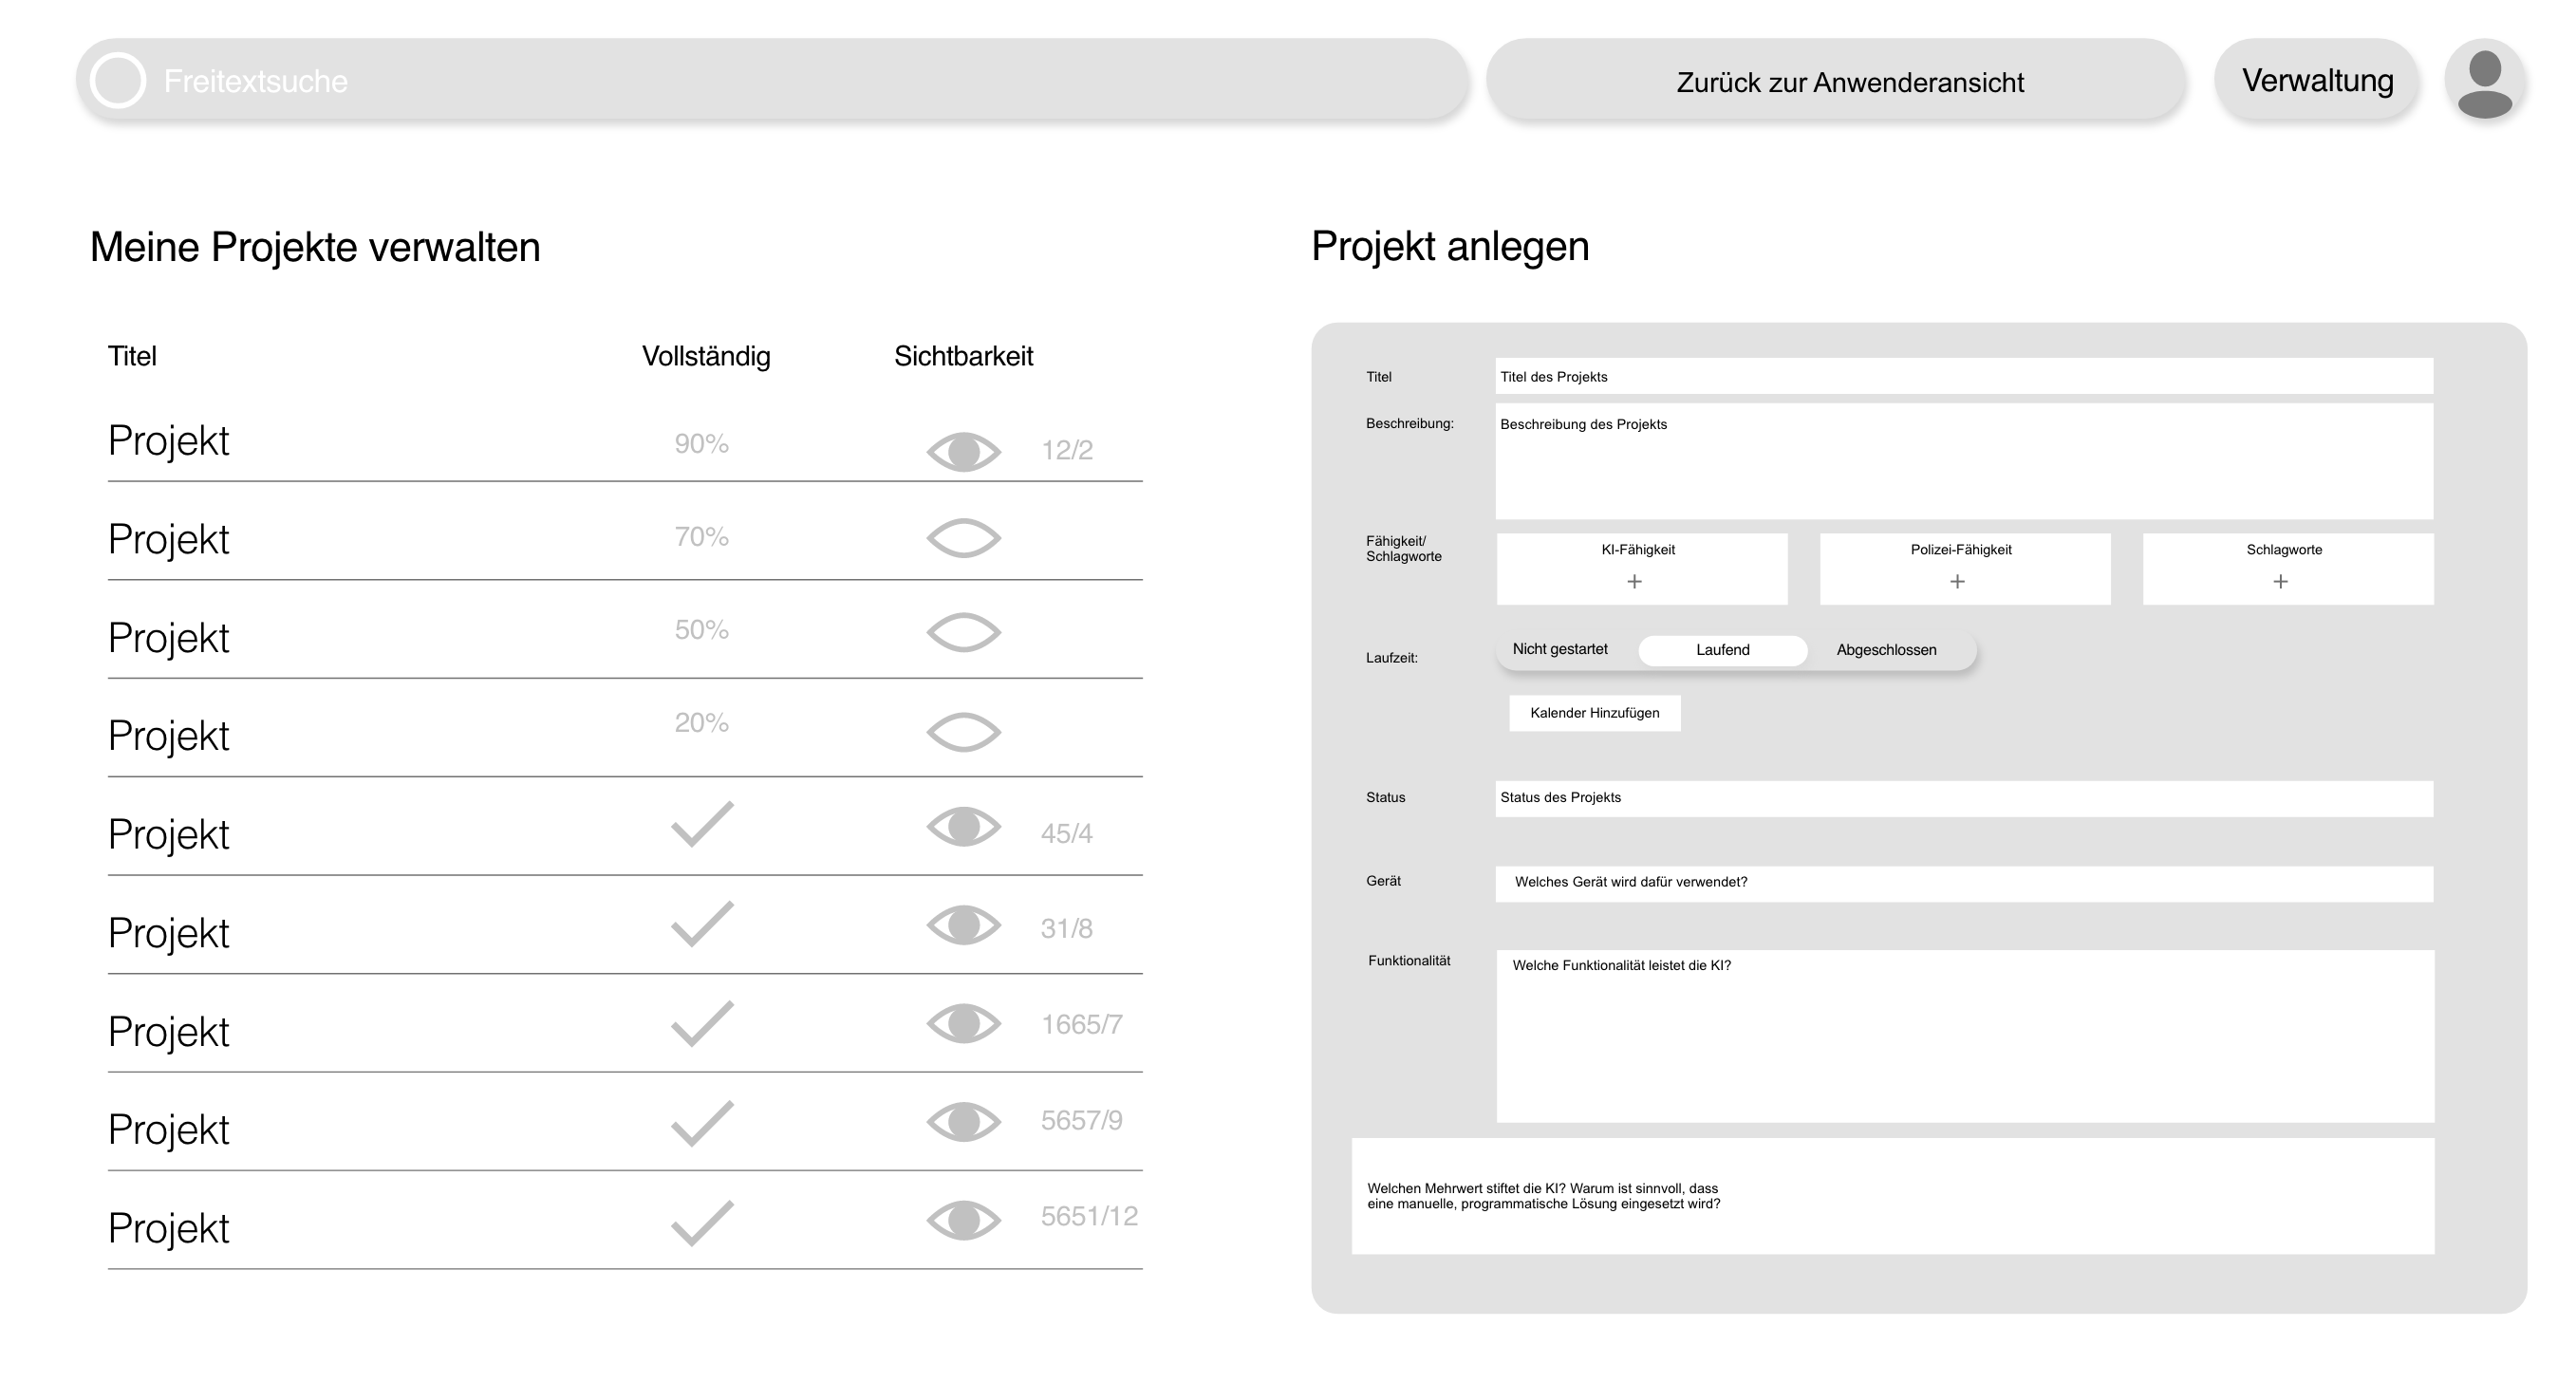 Freitextsuche
Zurück zur Anwenderansicht
Verwaltung
Meine Projekte verwalten
Titel Vollständig Sichtbarkeit
Projekt 90% 12/2
Projekt 70%
Projekt 50%
Projekt 20%
Projekt 45/4
Projekt 31/8
Projekt 1665/7
Projekt 5657/9
Projekt 5651/12
Projekt anlegen
Titel Titel des Projekts
Beschreibung: Beschreibung des Projekts
Fähigkeit/
Schlagworte
KI-Fähigkeit Polizei-Fähigkeit Schlagworte
+ + +
Laufzeit: Nicht gestartet Laufend Abgeschlossen
Kalender Hinzufügen
Status Status des Projekts
Gerät Welches Gerät wird dafür verwendet?
Funktionalität Welche Funktionalität leistet die KI?
Welchen Mehrwert stiftet die KI? Warum ist sinnvoll, dass
eine manuelle, programmatische Lösung eingesetzt wird?